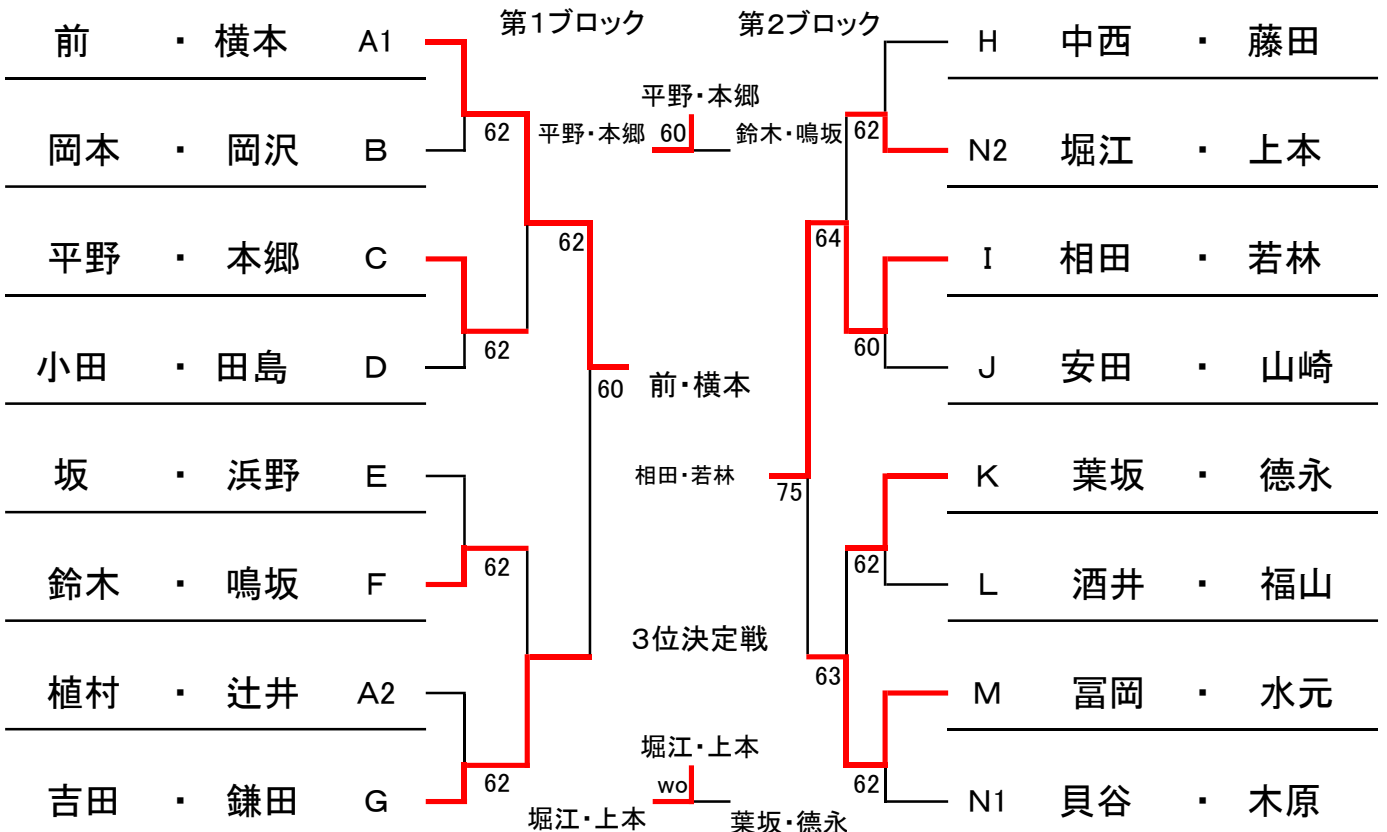 第1ブロック 第2ブロック
前 ・ 横本 A1
H 中西 ・ 藤田
平野・本郷
平野・本郷 60 鈴木・鳴坂
岡本 ・ 岡沢 B
62
62
N2 堀江 ・ 上本
平野 ・ 本郷 C
62
64
I 相田 ・ 若林
小田 ・ 田島 D
62
60
J 安田 ・ 山崎
60 前・横本
坂 ・ 浜野 E
相田・若林 75
K 葉坂 ・ 德永
鈴木 ・ 鳴坂 F
62
62
L 酒井 ・ 福山
3位決定戦
植村 ・ 辻井 A2
63
M 冨岡 ・ 水元
堀江・上本
吉田 ・ 鎌田 G
62
wo
62
N1 貝谷 ・ 木原
堀江・上本 葉坂・德永